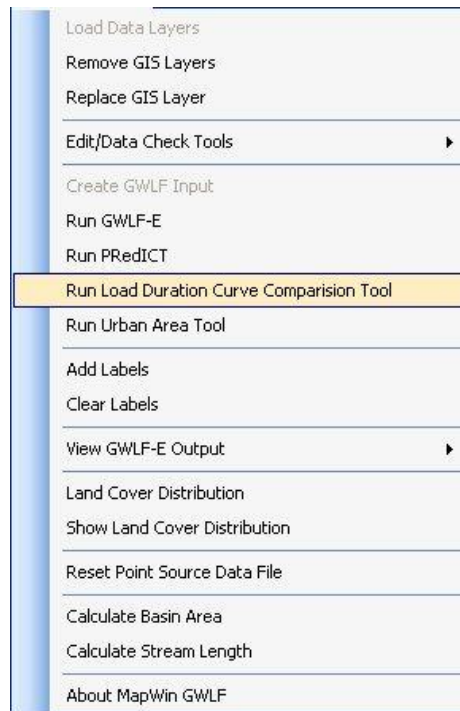 Load Data Layers
Remove GIS Layers
Replace GIS Layer
Edit/Data Check Tools
Create GWLF Input
Run GWLF-E
Run PRedICT
Run Load Duration Curve Comparision Tool
Run Urban Area Tool
Add Labels
Clear Labels
View GWLF-E Output
Land Cover Distribution
Show Land Cover Distribution
Reset Point Source Data File
Calculate Basin Area
Calculate Stream Length
About MapWin GWLF